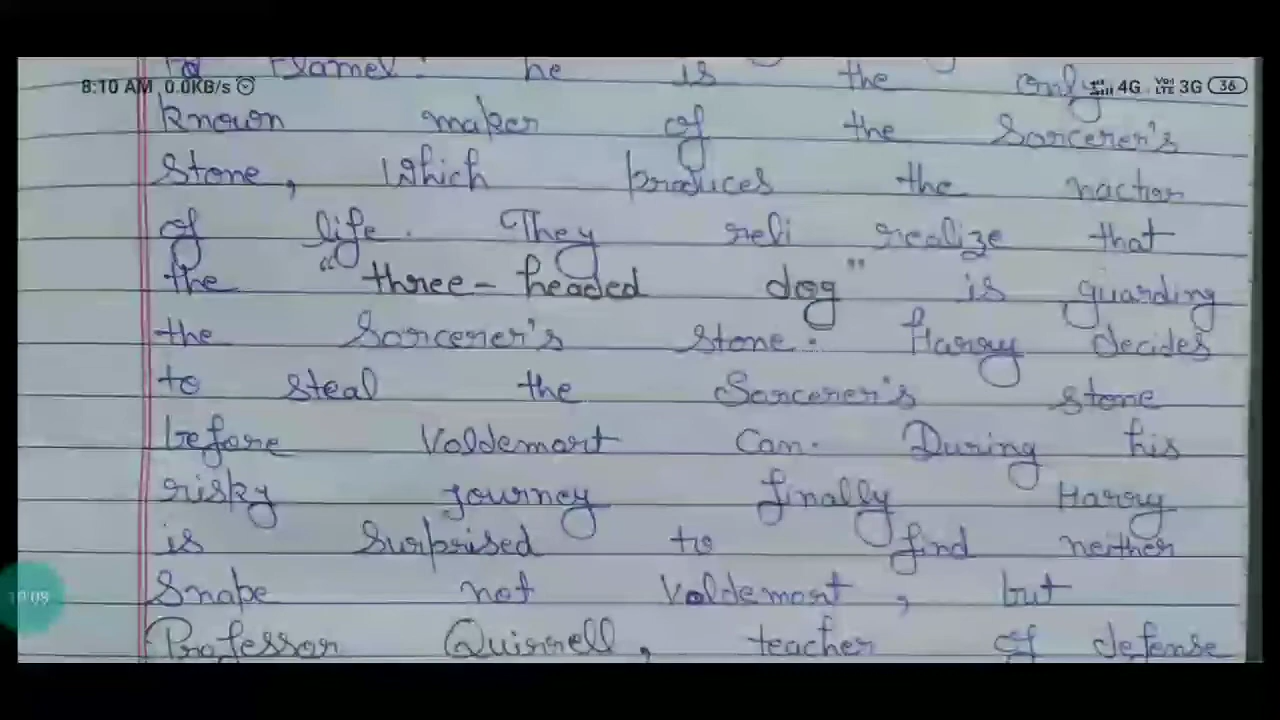 to Flamel. he is the only
8:10 AM 0.0KB/s 4G VoLTE 3G 36
known maker of the Sorcerer's
Stone, Which produces the naction
of life. They reli realize that
the "three-headed dog" is guarding
the Sorcerer's stone. Harry decides
to steal the Sorcerer's stone
before Voldemort Can. During his
risky journey finally Harry
is surprised to find neither
Snape not Voldemort, but
Professor Quirrell, teacher of defense